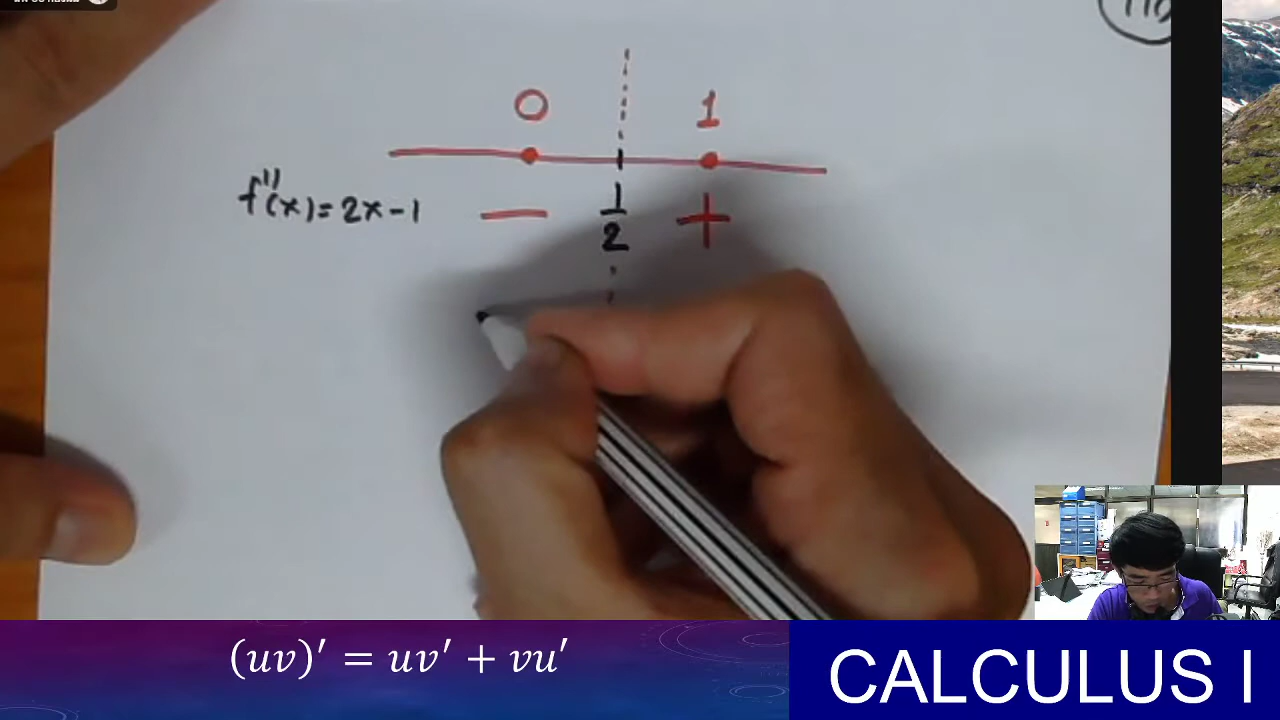 0 1
f''(x)=2x-1 − 1/2 +
(uv)′ = uv′ + vu′
CALCULUS I